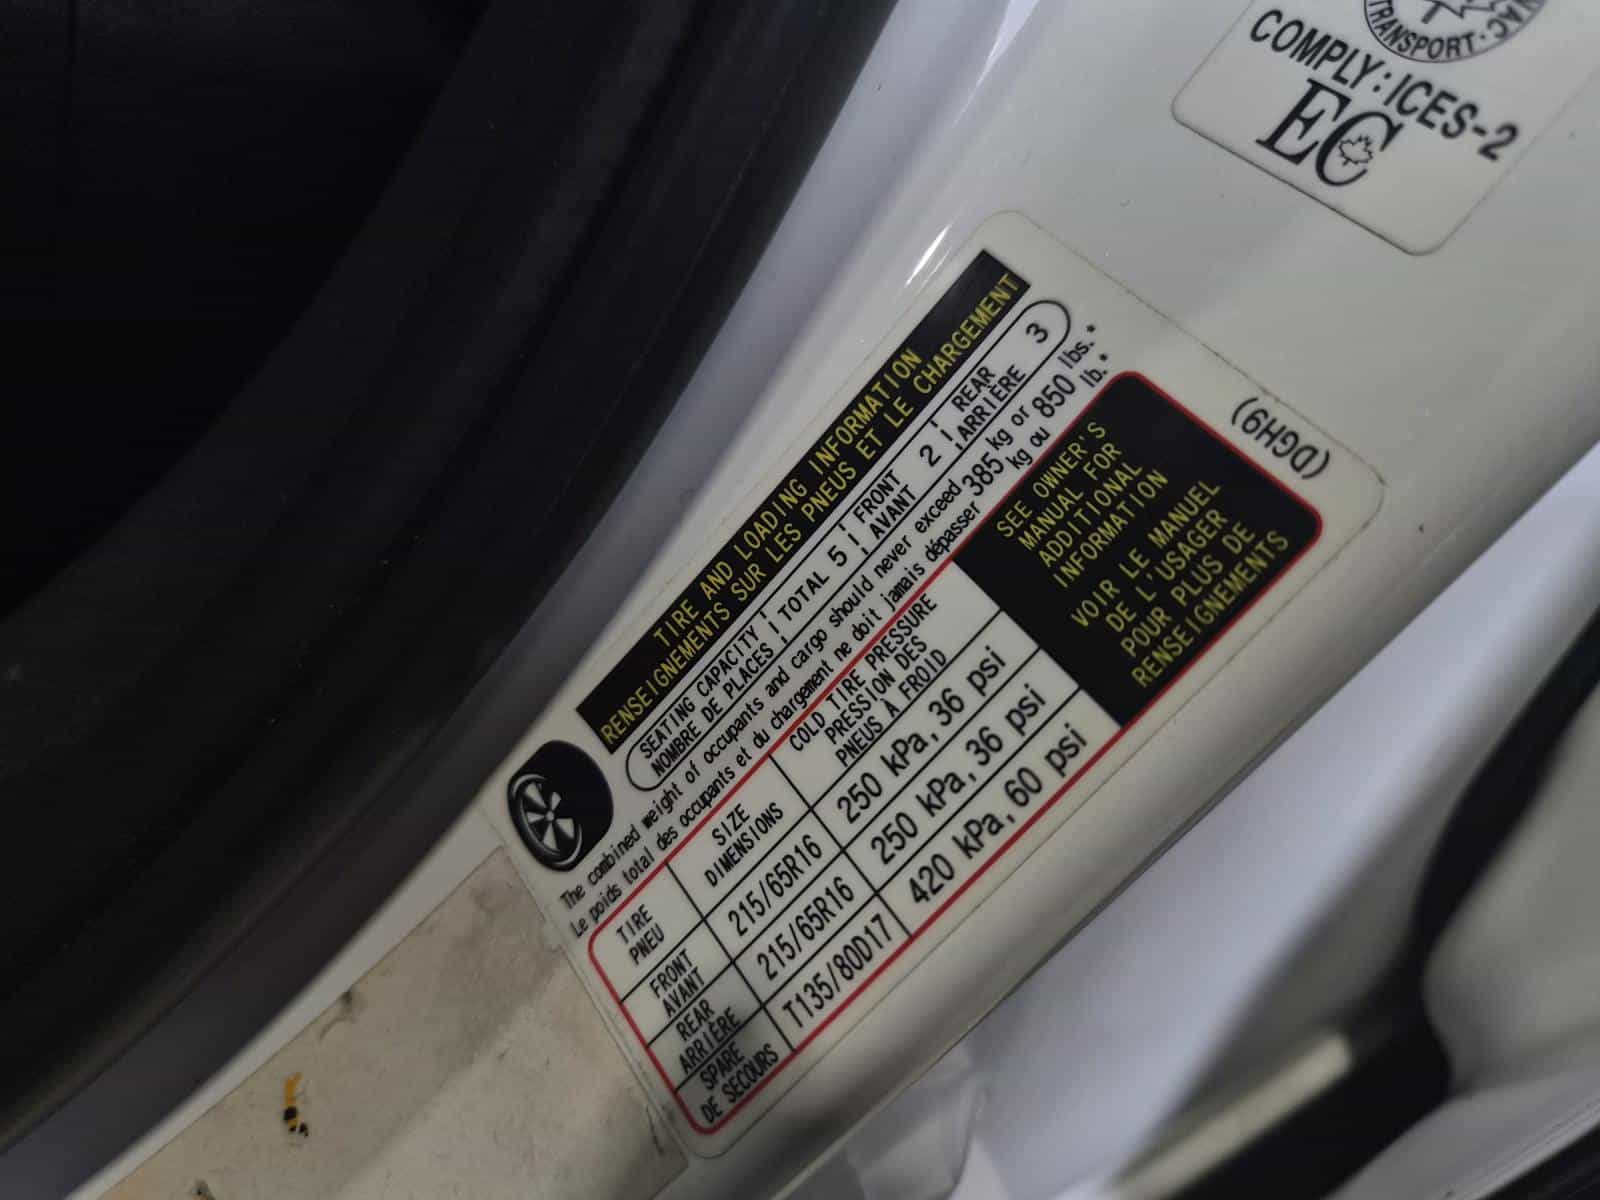 TRANSPORT
COMPLY:ICES-2
EC
TIRE AND LOADING INFORMATION
RENSEIGNEMENTS SUR LES PNEUS ET LE CHARGEMENT
SEATING CAPACITY TOTAL 5 FRONT 2 REAR 3
NOMBRE DE PLACES AVANT ARRIÈRE
The combined weight of occupants and cargo should never exceed 385 kg or 850 lbs.*
Le poids total des occupants et du chargement ne doit jamais dépasser kg ou lb.*
TIRE SIZE COLD TIRE PRESSURE
PNEU DIMENSIONS PRESSION DES
PNEUS À FROID
FRONT 215/65R16 250 kPa, 36 psi
AVANT
REAR 215/65R16 250 kPa, 36 psi
ARRIÈRE
SPARE T135/80D17 420 kPa, 60 psi
DE SECOURS
SEE OWNER'S
MANUAL FOR
ADDITIONAL
INFORMATION
VOIR LE MANUEL
DE L'USAGER
POUR PLUS DE
RENSEIGNEMENTS
(DGH9)